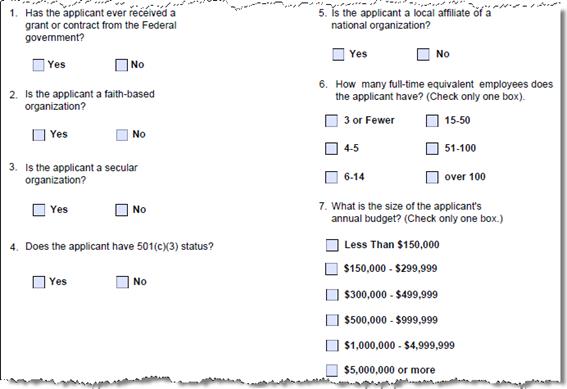 1. Has the applicant ever received a
grant or contract from the Federal
government?
Yes No
2. Is the applicant a faith-based
organization?
Yes No
3. Is the applicant a secular
organization?
Yes No
4. Does the applicant have 501(c)(3) status?
Yes No
5. Is the applicant a local affiliate of a
national organization?
Yes No
6. How many full-time equivalent employees does
the applicant have? (Check only one box).
3 or Fewer 15-50
4-5 51-100
6-14 over 100
7. What is the size of the applicant's
annual budget? (Check only one box.)
Less Than $150,000
$150,000 - $299,999
$300,000 - $499,999
$500,000 - $999,999
$1,000,000 - $4,999,999
$5,000,000 or more